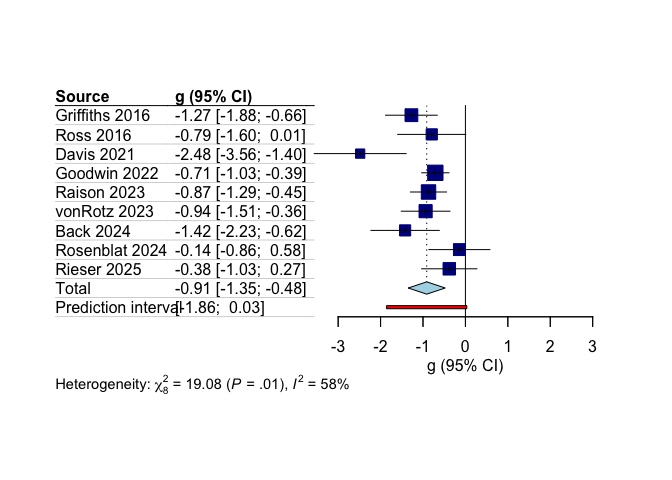 Source g (95% CI)
Griffiths 2016 -1.27 [-1.88; -0.66]
Ross 2016 -0.79 [-1.60; 0.01]
Davis 2021 -2.48 [-3.56; -1.40]
Goodwin 2022 -0.71 [-1.03; -0.39]
Raison 2023 -0.87 [-1.29; -0.45]
vonRotz 2023 -0.94 [-1.51; -0.36]
Back 2024 -1.42 [-2.23; -0.62]
Rosenblat 2024 -0.14 [-0.86; 0.58]
Rieser 2025 -0.38 [-1.03; 0.27]
Total -0.91 [-1.35; -0.48]
Prediction interval [-1.86; 0.03]
-3 -2 -1 0 1 2 3
g (95% CI)
Heterogeneity: χ²₈ = 19.08 (P = .01), I² = 58%